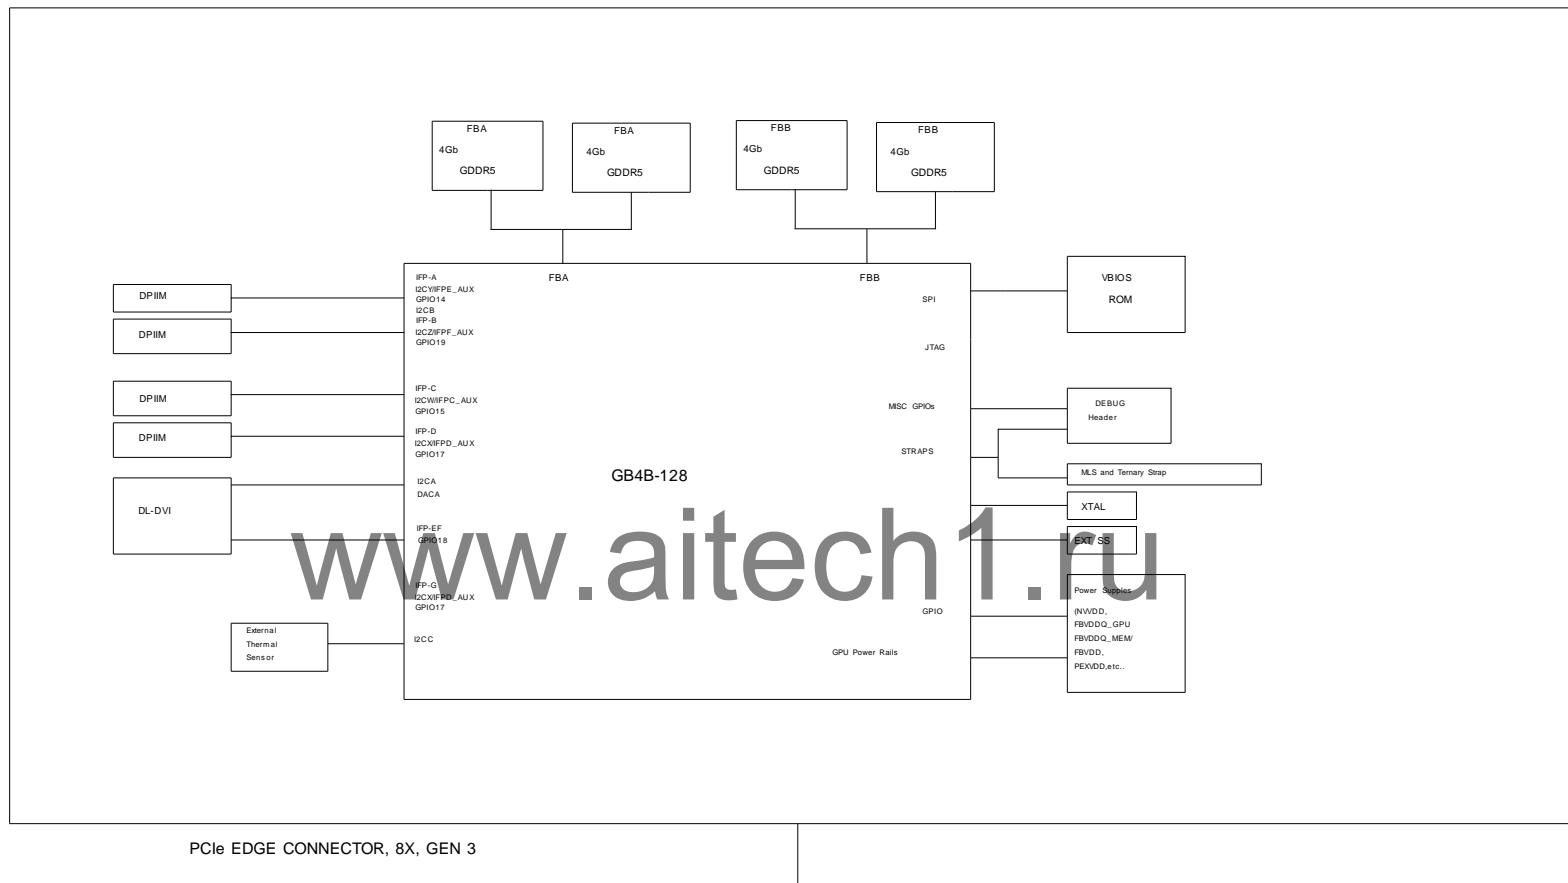 FBA
4Gb
GDDR5
FBA
4Gb
GDDR5
FBB
4Gb
GDDR5
FBB
4Gb
GDDR5
DPIIM
DPIIM
DPIIM
DPIIM
DL-DVI
External
Thermal
Sensor
FBA
FBB
IFP-A
I2CY/IFPE_AUX
GPIO14
I2CB
IFP-B
I2CZ/IFPF_AUX
GPIO19
IFP-C
I2CW/IFPC_AUX
GPIO15
IFP-D
I2CX/IFPD_AUX
GPIO17
I2CA
DACA
IFP-EF
GPIO18
IFP-G
I2CX/IFPD_AUX
GPIO17
I2CC
GB4B-128
SPI
JTAG
MISC GPIOs
STRAPS
GPIO
GPU Power Rails
VBIOS
ROM
DEBUG
Header
MLS and Ternary Strap
XTAL
EXT SS
Power Supplies
(NVVDD,
FBVDDQ_GPU
FBVDDQ_MEM/
FBVDD,
PEXVDD,etc..
www.aitech1.ru
PCIe EDGE CONNECTOR, 8X, GEN 3